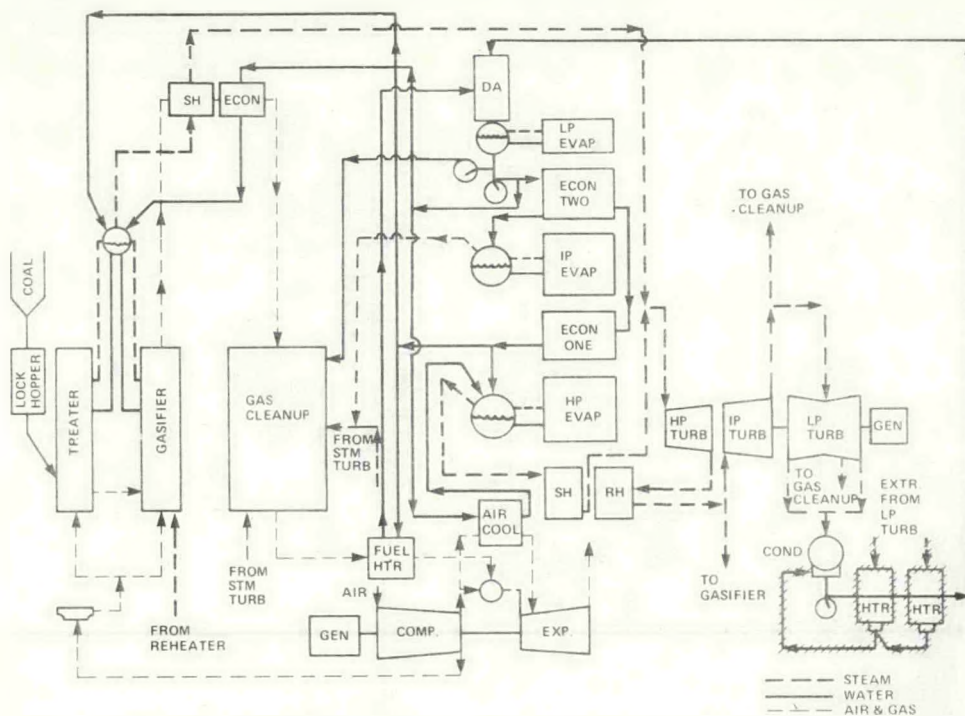 SH
ECON
DA
LP
EVAP
ECON
TWO
TO GAS
CLEANUP
IP
EVAP
COAL
LOCK
HOPPER
TREATER
GASIFIER
GAS
CLEANUP
ECON
ONE
HP
EVAP
FROM
STM
TURB
HP
TURB
IP
TURB
LP
TURB
GEN
SH
RH
TO
GAS
CLEANUP
EXTR.
FROM
LP
TURB
AIR
COOL
FUEL
HTR
FROM
STM
TURB
AIR
COND
TO
GASIFIER
HTR
HTR
FROM
REHEATER
GEN
COMP.
EXP.
STEAM
WATER
AIR & GAS